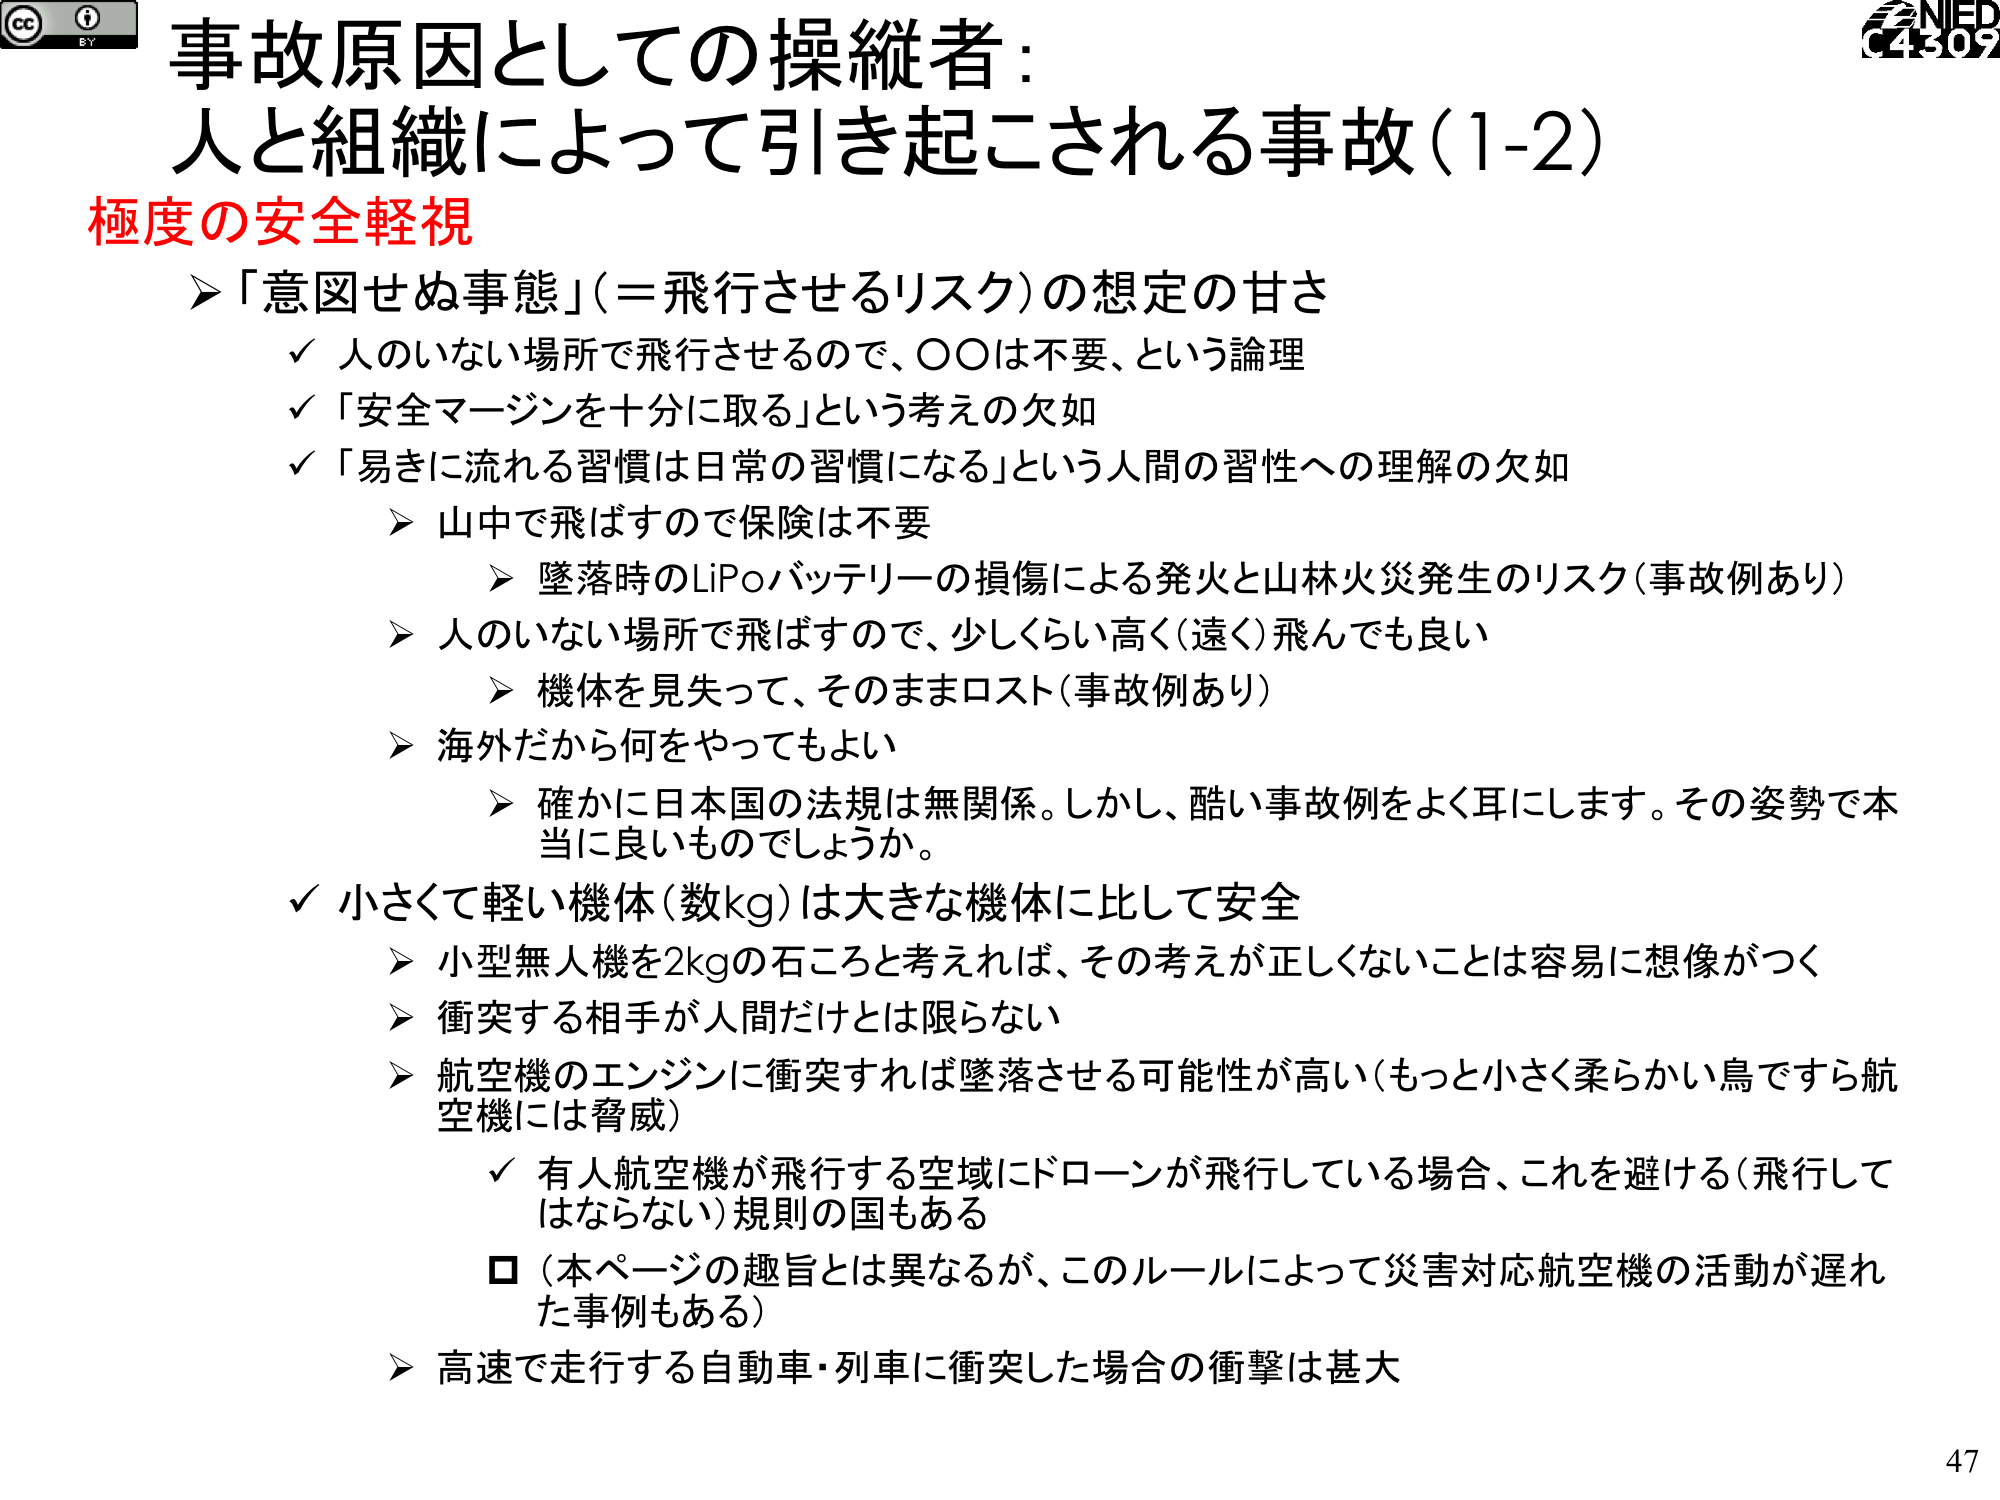 cc BY
NIED
C4309
事故原因としての操縦者：
人と組織によって引き起こされる事故（1-2）
極度の安全軽視
➢「意図せぬ事態」（＝飛行させるリスク）の想定の甘さ
✓ 人のいない場所で飛行させるので、〇〇は不要、という論理
✓「安全マージンを十分に取る」という考えの欠如
✓「易きに流れる習慣は日常の習慣になる」という人間の習性への理解の欠如
➢ 山中で飛ばすので保険は不要
➢ 墜落時のLiPoバッテリーの損傷による発火と山林火災発生のリスク（事故例あり）
➢ 人のいない場所で飛ばすので、少しくらい高く（遠く）飛んでも良い
➢ 機体を見失って、そのままロスト（事故例あり）
➢ 海外だから何をやってもよい
➢ 確かに日本国の法規は無関係。しかし、酷い事故例をよく耳にします。その姿勢で本
当に良いものでしょうか。
✓ 小さくて軽い機体（数kg）は大きな機体に比して安全
➢ 小型無人機を2kgの石ころと考えれば、その考えが正しくないことは容易に想像がつく
➢ 衝突する相手が人間だけとは限らない
➢ 航空機のエンジンに衝突すれば墜落させる可能性が高い（もっと小さく柔らかい鳥ですら航
空機には脅威）
✓ 有人航空機が飛行する空域にドローンが飛行している場合、これを避ける（飛行して
はならない）規則の国もある
◻（本ページの趣旨とは異なるが、このルールによって災害対応航空機の活動が遅れ
た事例もある）
➢ 高速で走行する自動車・列車に衝突した場合の衝撃は甚大
47